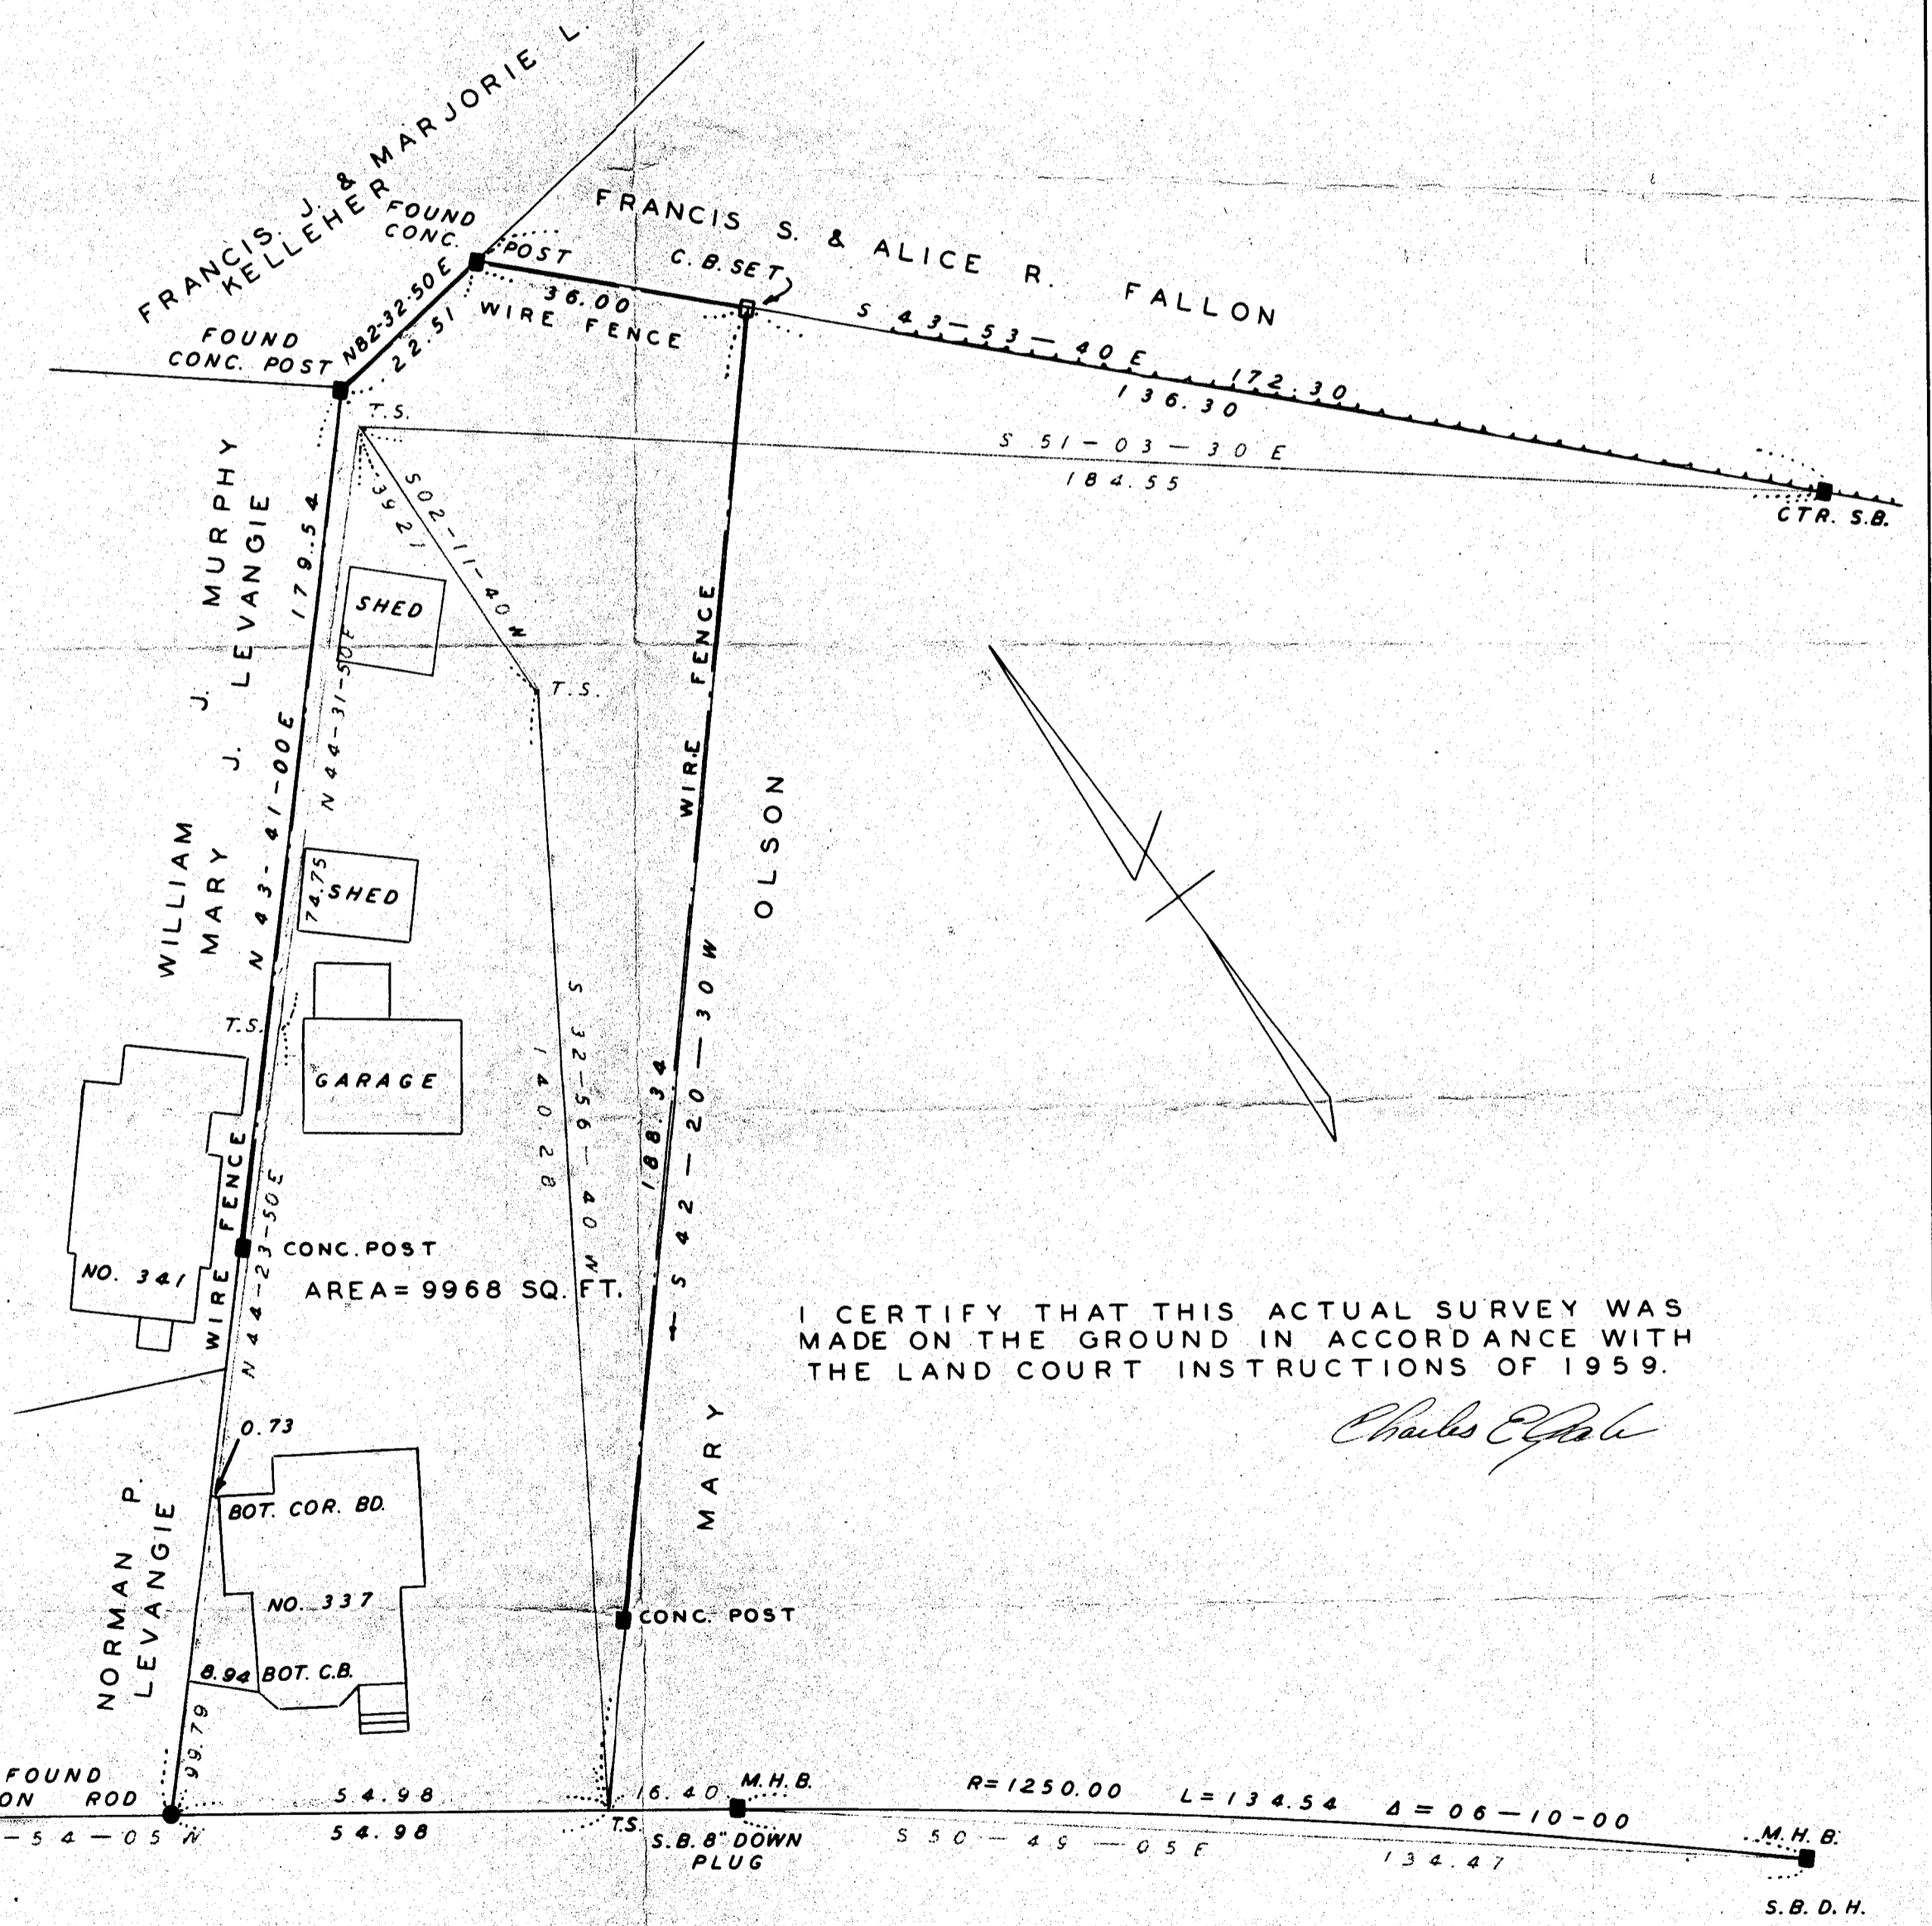 FRANCIS. J. & MARJORIE L.
KELLEHER
FOUND
CONC. POST
FRANCIS S. & ALICE R. FALLON
C. B. SET
N82-32-50E
22.51
36.00
WIRE FENCE
FOUND
CONC. POST
S 43-53-40 E 172.30
136.30
T.S.
S 51-03-30 E
184.55
CTR. S.B.
S02-11-40W
39.21
WILLIAM J. J. MURPHY
MARY J. LEVANGIE
179.54
N 43-41-00E
N 44-31-50E
SHED
T.S.
WIRE FENCE
74.75
SHED
MARY OLSON
T.S.
GARAGE
S 32-56-40 W
140.28
188.34
S 42-20-30W
WIRE FENCE
N 44-23-50E
CONC. POST
NO. 341
AREA = 9968 SQ. FT.
I CERTIFY THAT THIS ACTUAL SURVEY WAS
MADE ON THE GROUND IN ACCORDANCE WITH
THE LAND COURT INSTRUCTIONS OF 1959.
0.73
BOT. COR. BD.
NORMAN P.
LEVANGIE
NO. 337
CONC. POST
8.94 BOT. C.B.
99.79
FOUND
ON ROD
54.98
16.40
M.H.B.
R=1250.00 L=134.54 Δ=06-10-00
-54-05 W
54.98
T.S.
S.B. 8" DOWN
PLUG
S 50-49-05E
134.47
M.H.B.
S.B.D.H.